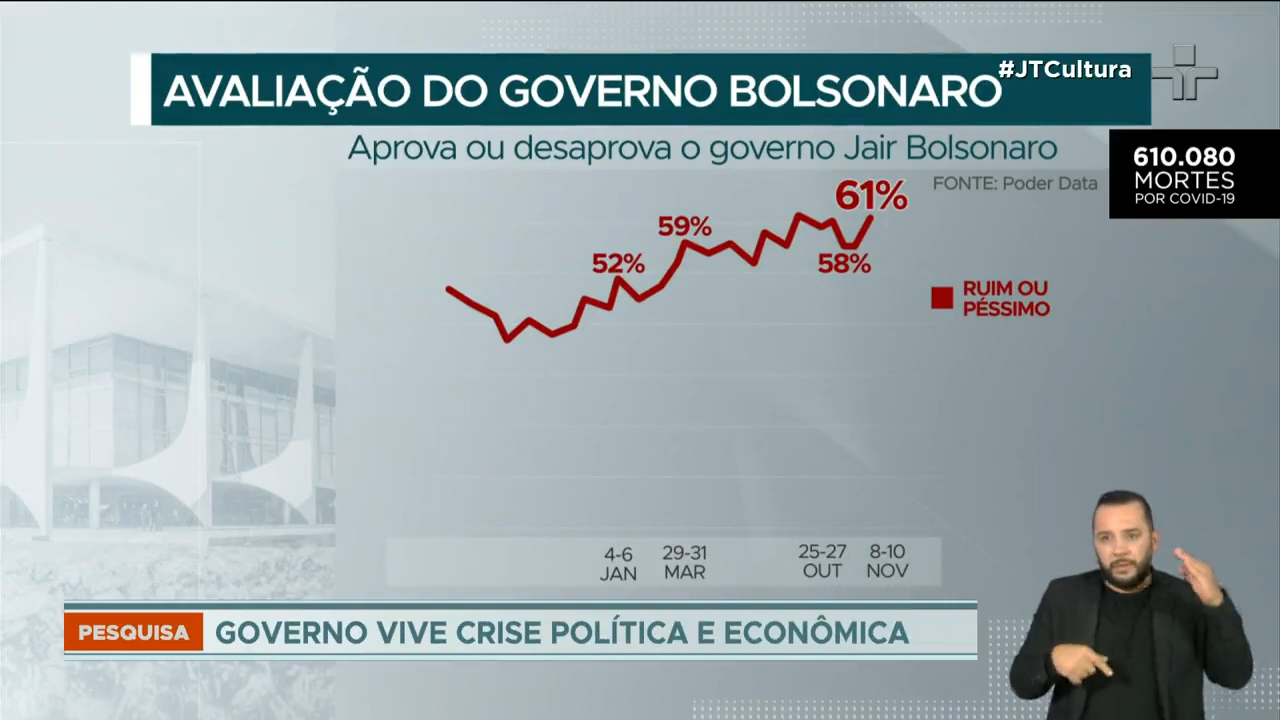 AVALIAÇÃO DO GOVERNO BOLSONARO
#JTCultura
Aprova ou desaprova o governo Jair Bolsonaro
FONTE: Poder Data
610.080
MORTES
POR COVID-19
61%
59%
52%
58%
RUIM OU
PÉSSIMO
4-6
JAN
29-31
MAR
25-27
OUT
8-10
NOV
PESQUISA
GOVERNO VIVE CRISE POLÍTICA E ECONÔMICA